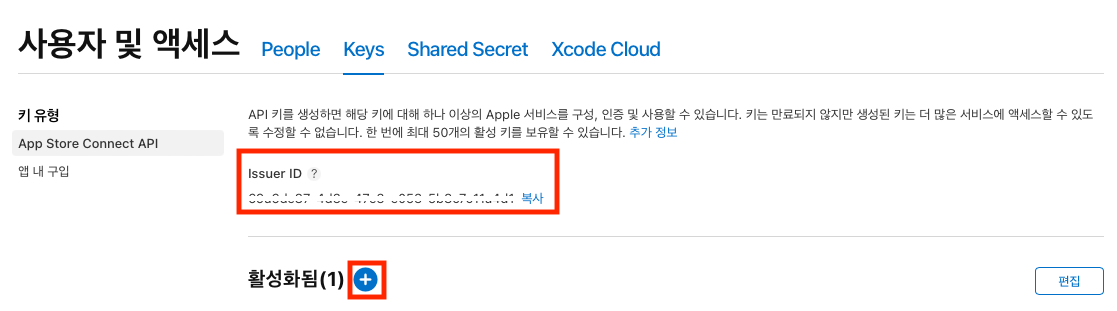 사용자 및 액세스 People Keys Shared Secret Xcode Cloud
키 유형
App Store Connect API
앱 내 구입
API 키를 생성하면 해당 키에 대해 하나 이상의 Apple 서비스를 구성, 인증 및 사용할 수 있습니다. 키는 만료되지 않지만 생성된 키는 더 많은 서비스에 액세스할 수 있도
록 수정할 수 없습니다. 한 번에 최대 50개의 활성 키를 보유할 수 있습니다. 추가 정보
Issuer ID ?
복사
활성화됨(1) +
편집